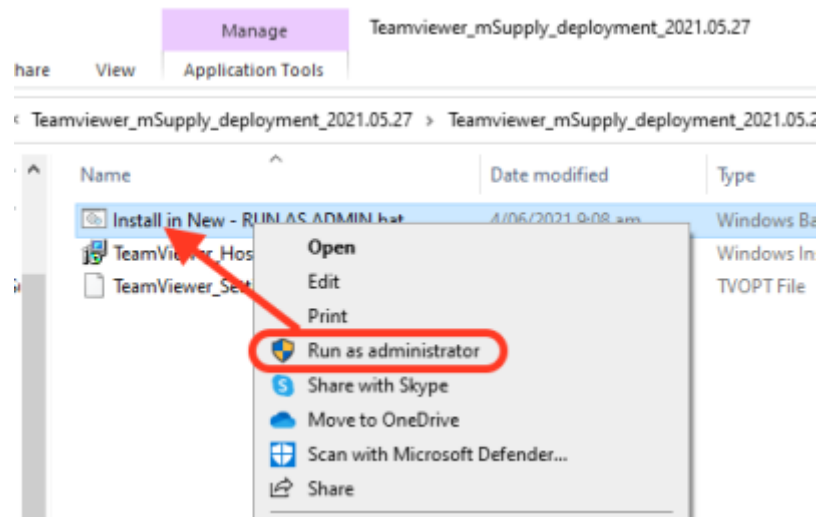 Manage
Teamviewer_mSupply_deployment_2021.05.27
hare View Application Tools
Teamviewer_mSupply_deployment_2021.05.27 > Teamviewer_mSupply_deployment_2021.05.2
Name Date modified Type
Install in New - RUN AS ADMIN.bat 4/06/2021 9:08 am Windows Ba
TeamViewer_Hos Windows In
TeamViewer_Sett TVOPT File
Open
Edit
Print
Run as administrator
Share with Skype
Move to OneDrive
Scan with Microsoft Defender...
Share